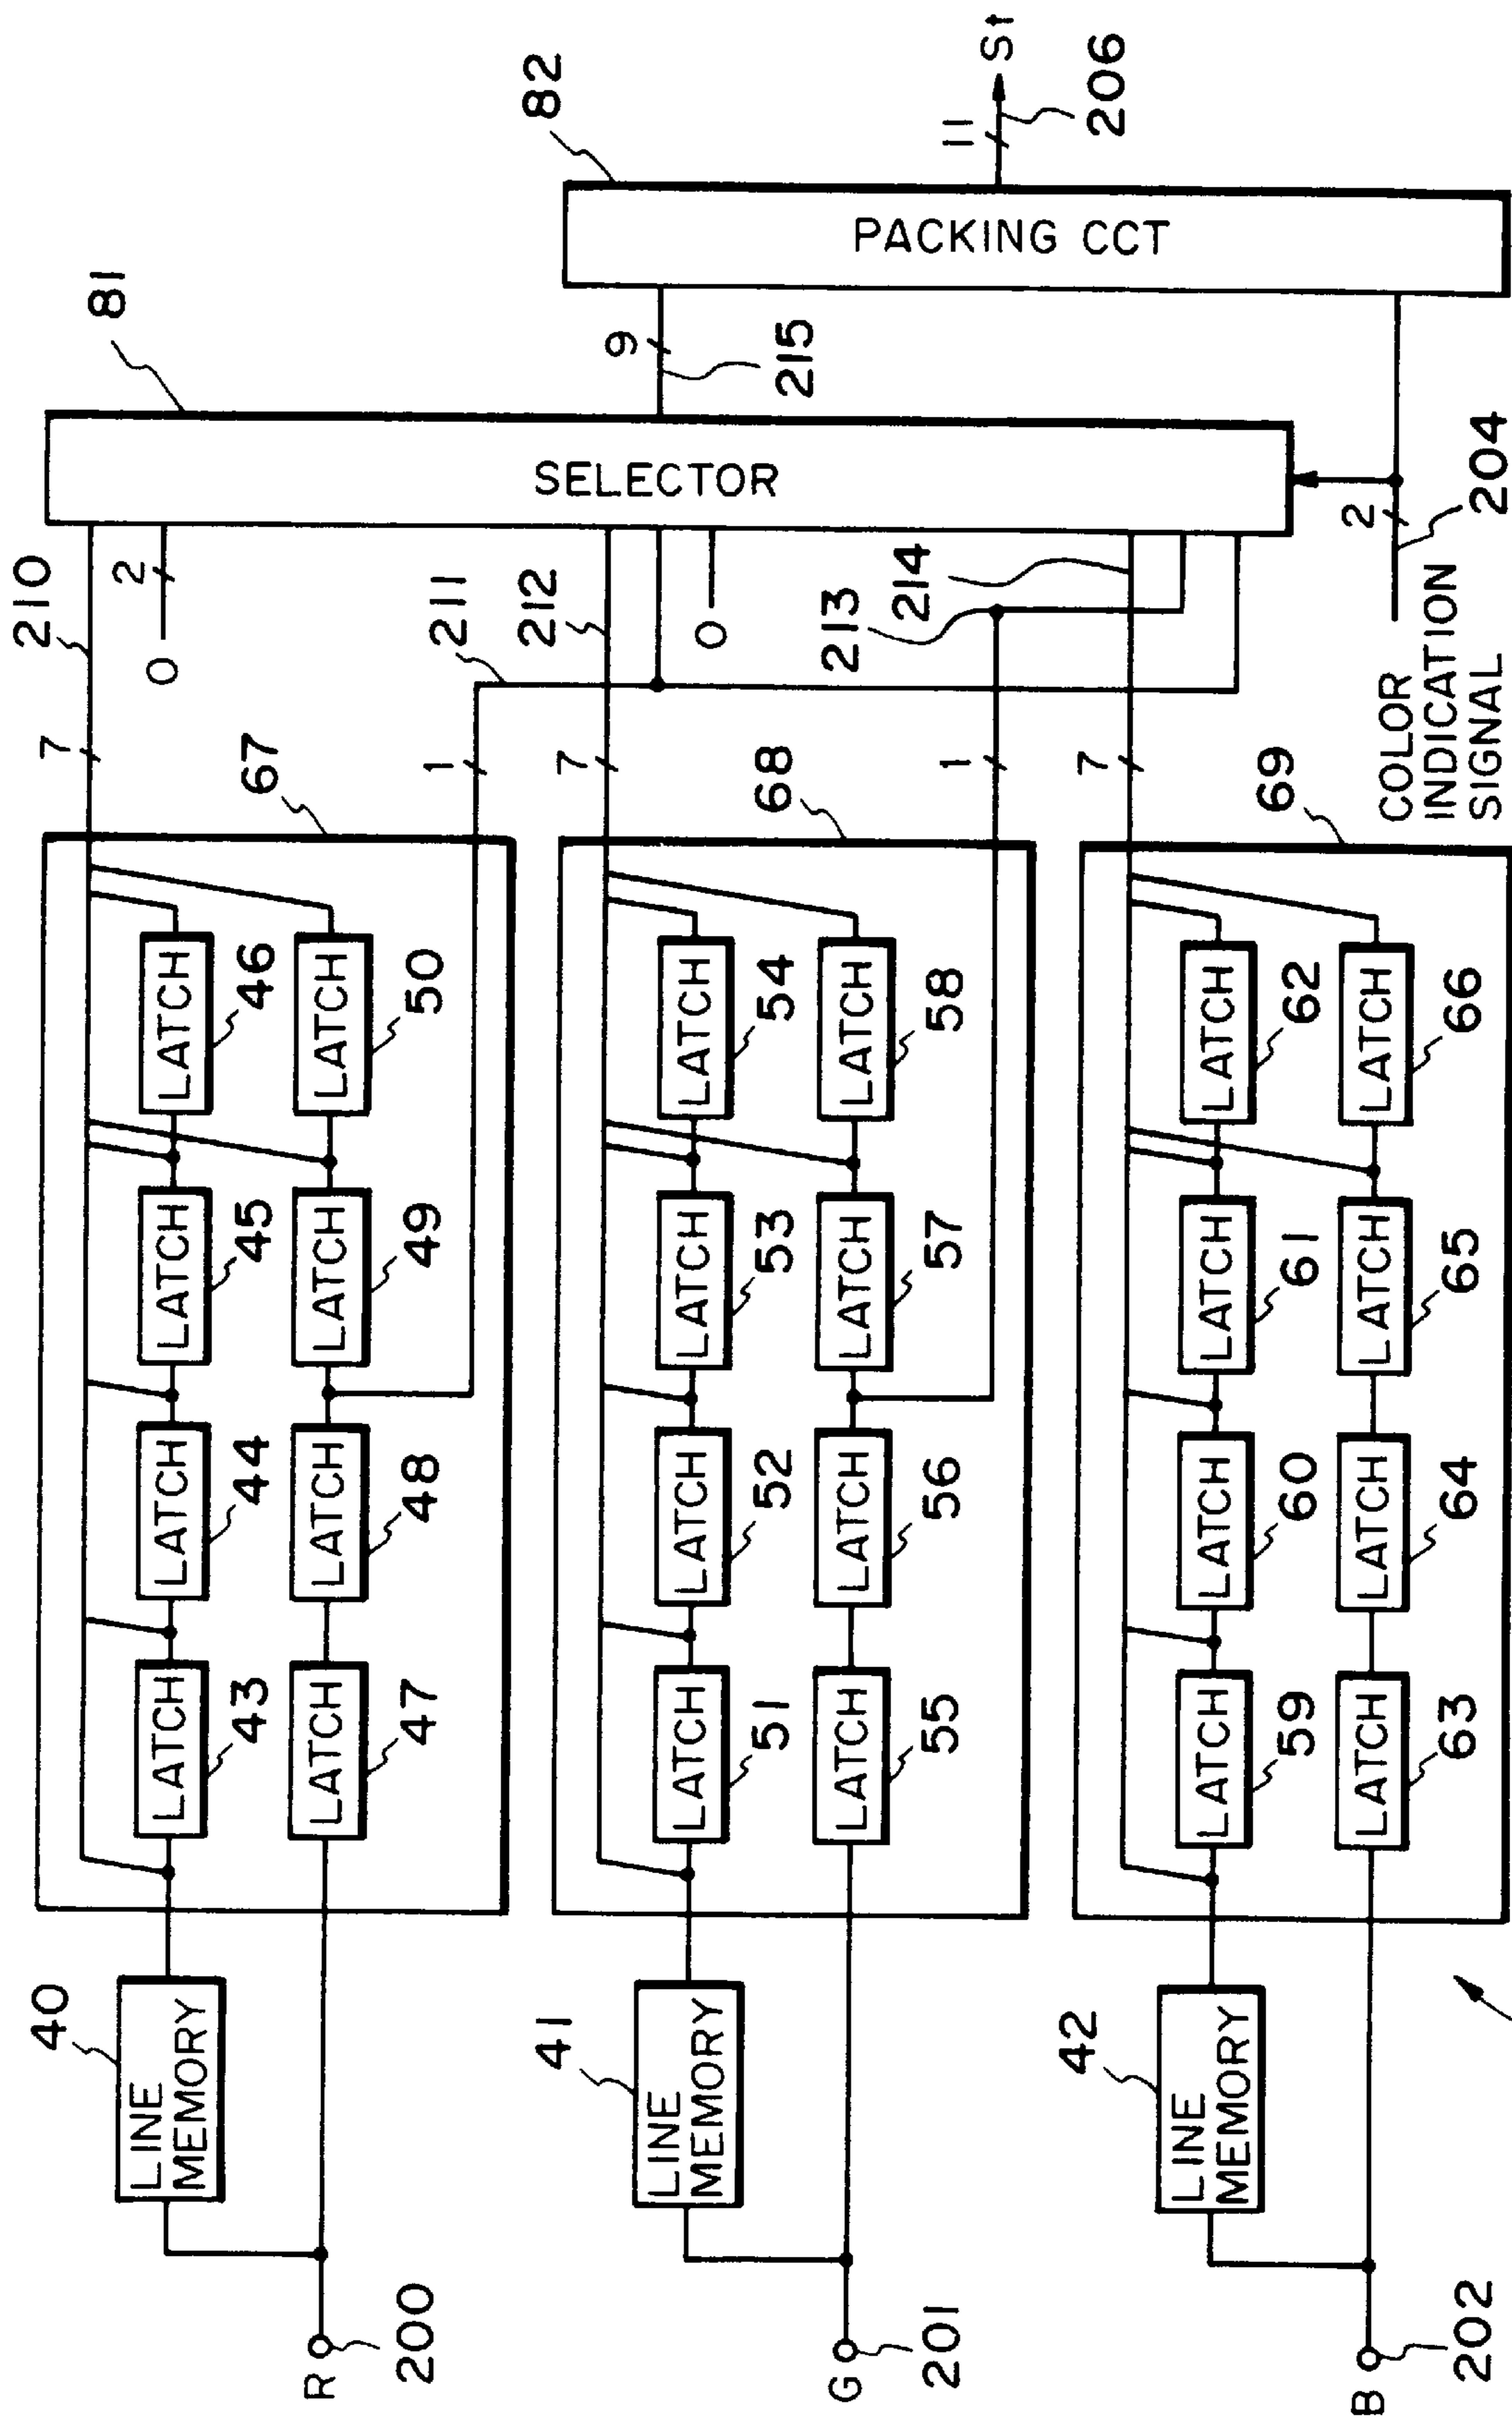 210
2
0
7
67
LATCH
46
LATCH
50
LATCH
45
LATCH
49
LATCH
44
LATCH
48
LATCH
43
LATCH
47
40
LINE
MEMORY
R
200
211
1
212
7
0
68
LATCH
54
LATCH
58
LATCH
53
LATCH
57
LATCH
52
LATCH
56
LATCH
51
LATCH
55
41
LINE
MEMORY
G
201
213
1
214
7
69
LATCH
62
LATCH
66
LATCH
61
LATCH
65
LATCH
60
LATCH
64
LATCH
59
LATCH
63
42
LINE
MEMORY
B
202
81
SELECTOR
9
215
82
PACKING CCT
11
St
206
2
204
COLOR
INDICATION
SIGNAL